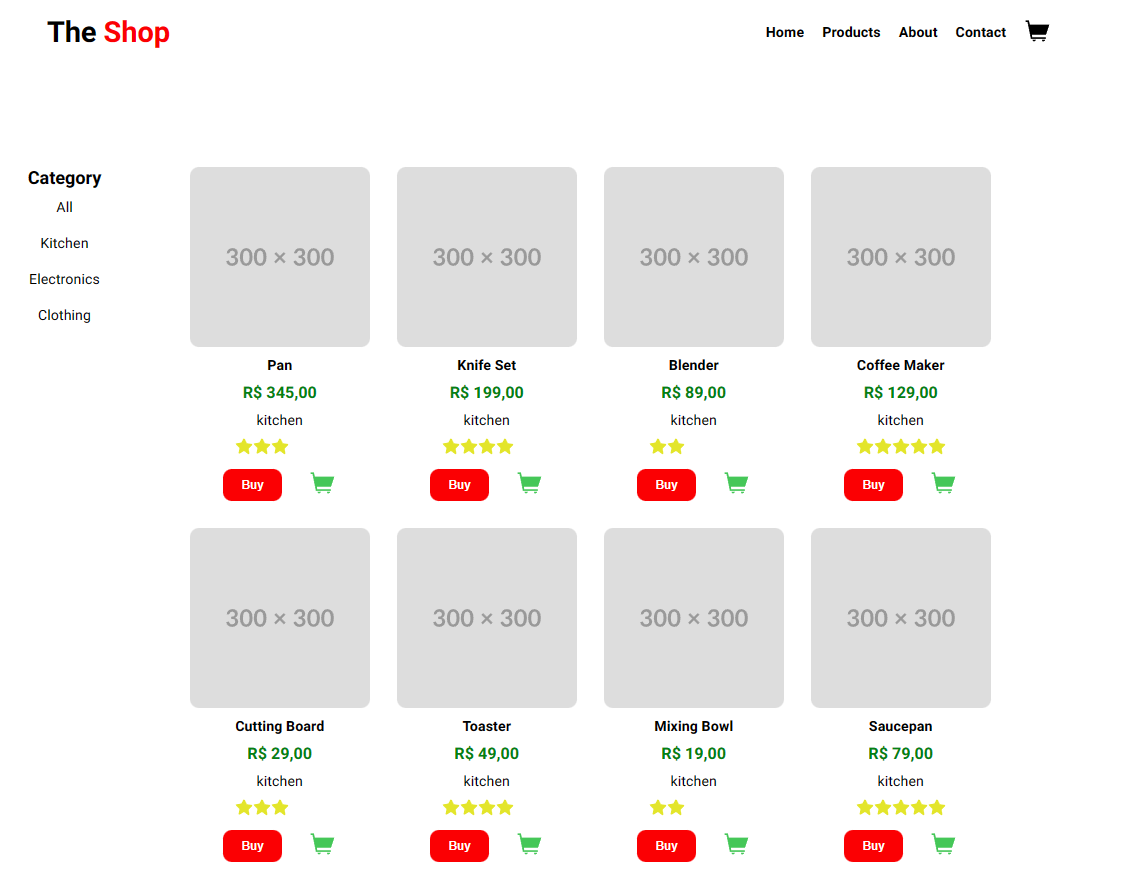 The Shop
Home Products About Contact
Category
All
Kitchen
Electronics
Clothing
300 × 300 300 × 300 300 × 300 300 × 300
Pan Knife Set Blender Coffee Maker
R$ 345,00 R$ 199,00 R$ 89,00 R$ 129,00
kitchen kitchen kitchen kitchen
Buy Buy Buy Buy
300 × 300 300 × 300 300 × 300 300 × 300
Cutting Board Toaster Mixing Bowl Saucepan
R$ 29,00 R$ 49,00 R$ 19,00 R$ 79,00
kitchen kitchen kitchen kitchen
Buy Buy Buy Buy